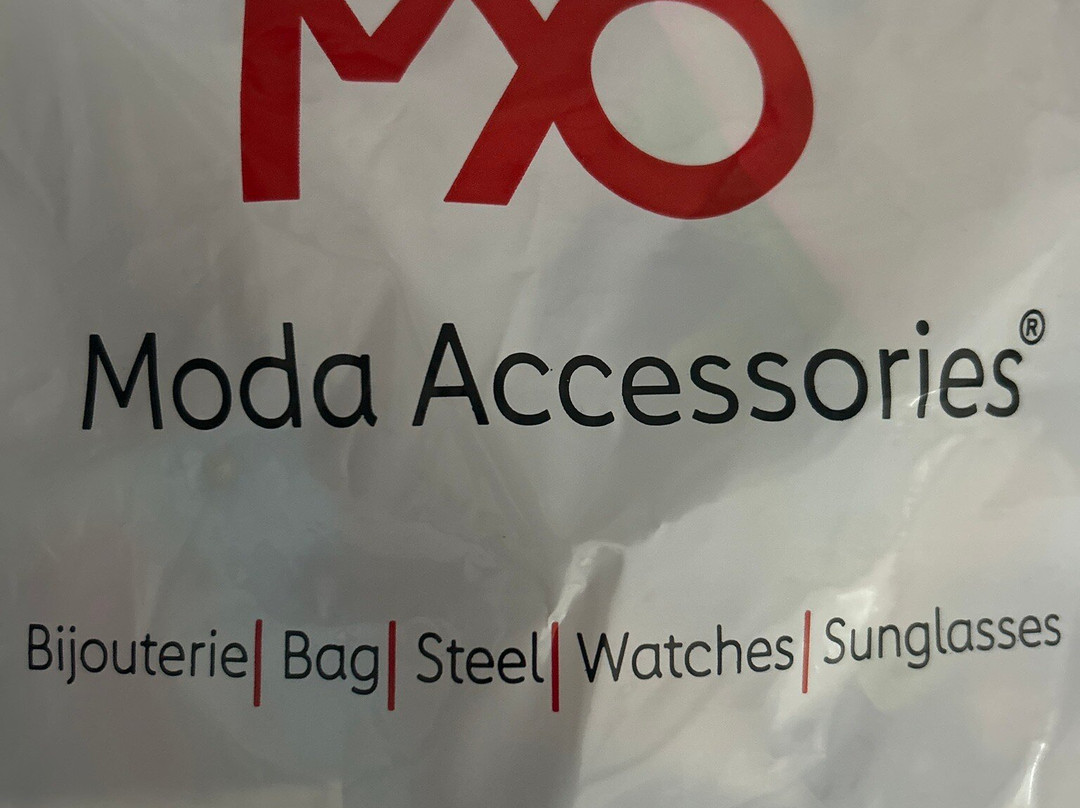 MO
Moda Accessories®
Bijouterie| Bag| Steel| Watches| Sunglasses